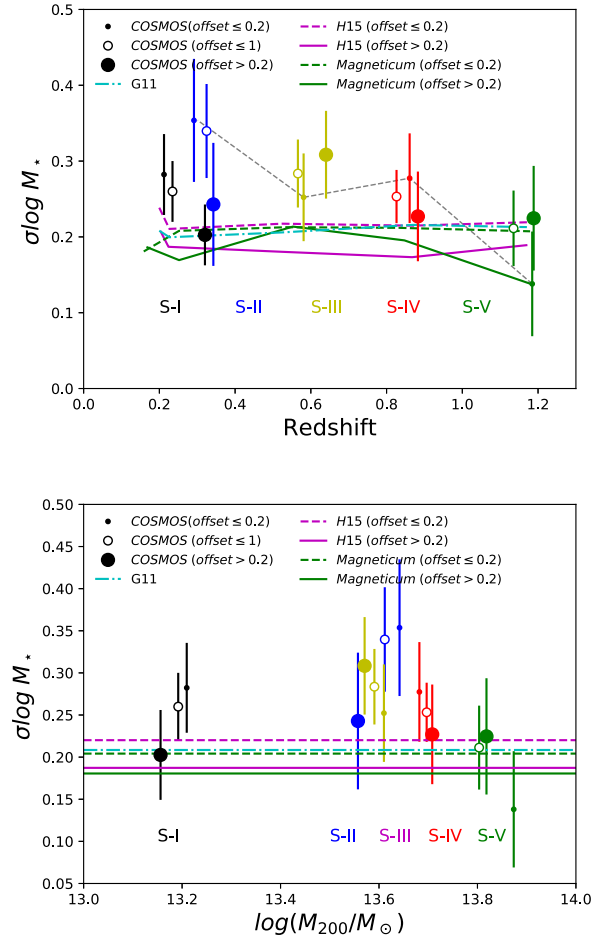 0.5
0.4
0.3
0.2
0.1
0.0
σlog M⋆
COSMOS(offset ≤ 0.2)
COSMOS (offset ≤ 1)
COSMOS (offset > 0.2)
G11
H15 (offset ≤ 0.2)
H15 (offset > 0.2)
Magneticum (offset ≤ 0.2)
Magneticum (offset > 0.2)
S-I S-II S-III S-IV S-V
0.0 0.2 0.4 0.6 0.8 1.0 1.2
Redshift
0.50
0.45
0.40
0.35
0.30
0.25
0.20
0.15
0.10
0.05
σlog M⋆
COSMOS(offset ≤ 0.2)
COSMOS (offset ≤ 1)
COSMOS (offset > 0.2)
G11
H15 (offset ≤ 0.2)
H15 (offset > 0.2)
Magneticum (offset ≤ 0.2)
Magneticum (offset > 0.2)
S-I S-II S-III S-IV S-V
13.0 13.2 13.4 13.6 13.8 14.0
log(M200/M⊙)